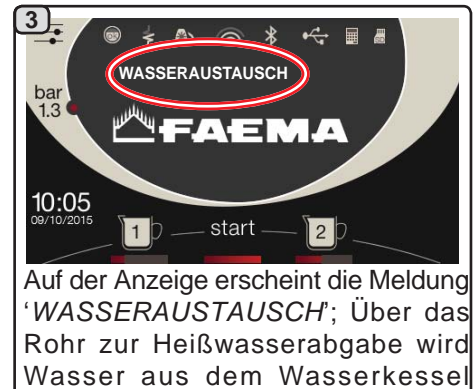 3
WASSERAUSTAUSCH
bar
1.3
FAEMA
10:05
09/10/2015
1 start 2
Auf der Anzeige erscheint die Meldung
‘WASSERAUSTAUSCH’; Über das
Rohr zur Heißwasserabgabe wird
Wasser aus dem Wasserkessel